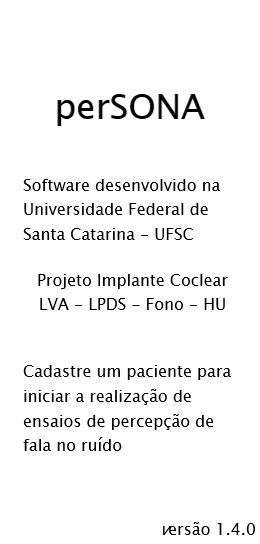 perSONA
Software desenvolvido na
Universidade Federal de
Santa Catarina - UFSC
Projeto Implante Coclear
LVA - LPDS - Fono - HU
Cadastre um paciente para
iniciar a realização de
ensaios de percepção de
fala no ruído
versão 1.4.0